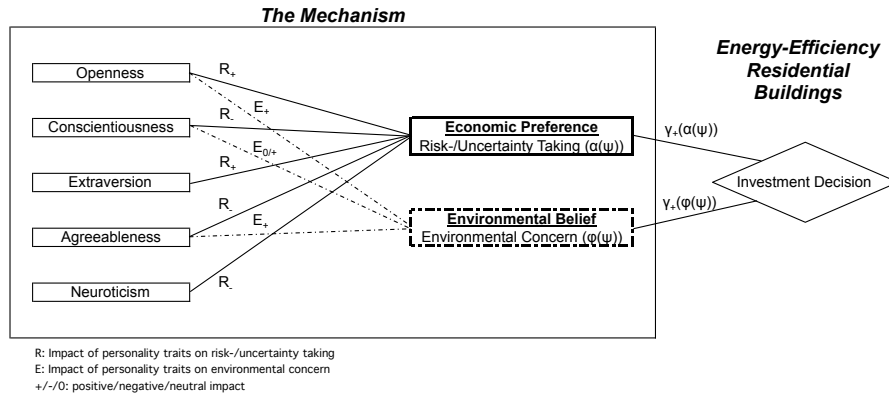 The Mechanism
Energy-Efficiency
Residential
Buildings
Openness
Conscientiousness
Extraversion
Agreeableness
Neuroticism
R+
E+
R-
E0/+
R+
R-
E+
R-
Economic Preference
Risk-/Uncertainty Taking (α(ψ))
Environmental Belief
Environmental Concern (φ(ψ))
γ+(α(ψ))
γ+(φ(ψ))
Investment Decision
R: Impact of personality traits on risk-/uncertainty taking
E: Impact of personality traits on environmental concern
+/-/0: positive/negative/neutral impact